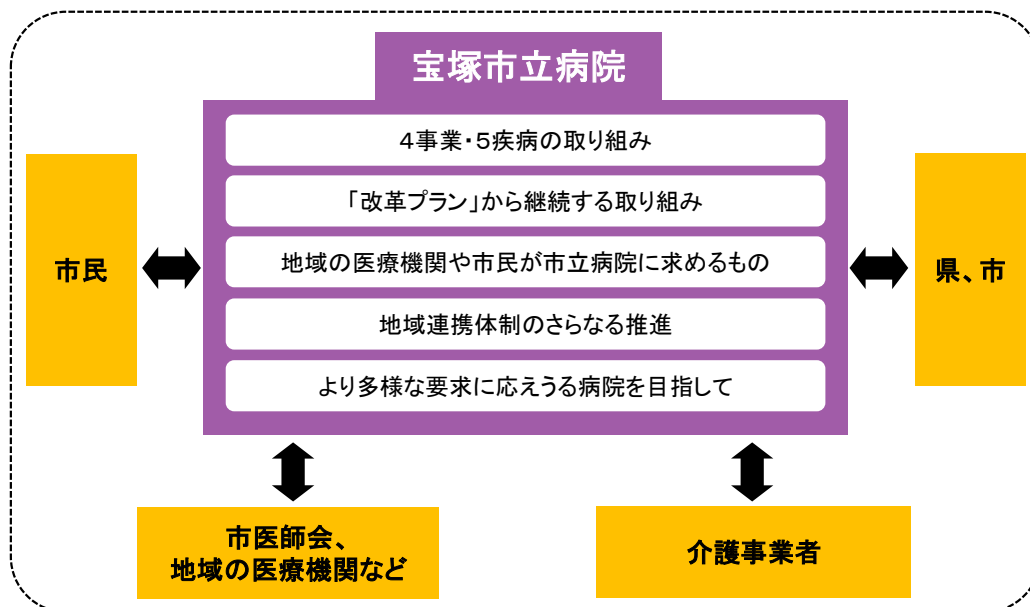 宝塚市立病院
４事業・５疾病の取り組み
「改革プラン」から継続する取り組み
地域の医療機関や市民が市立病院に求めるもの
地域連携体制のさらなる推進
より多様な要求に応えうる病院を目指して
市民
県、市
市医師会、
地域の医療機関など
介護事業者